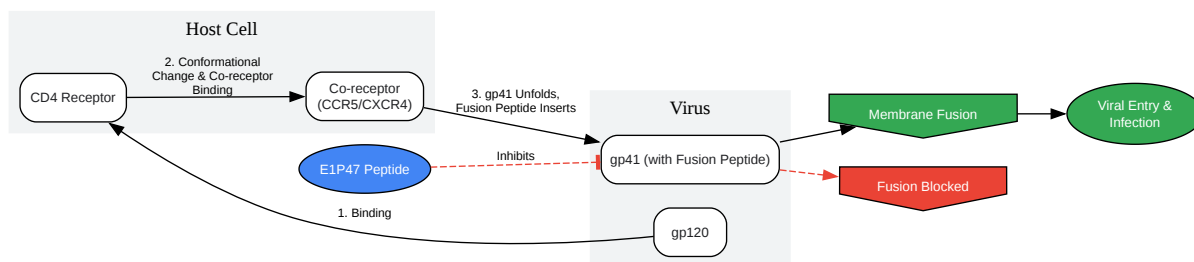 Host Cell
2. Conformational
Change & Co-receptor
Binding
CD4 Receptor
Co-receptor
(CCR5/CXCR4)
3. gp41 Unfolds,
Fusion Peptide Inserts
Virus
Membrane Fusion
Viral Entry &
Infection
E1P47 Peptide
Inhibits
gp41 (with Fusion Peptide)
Fusion Blocked
1. Binding
gp120